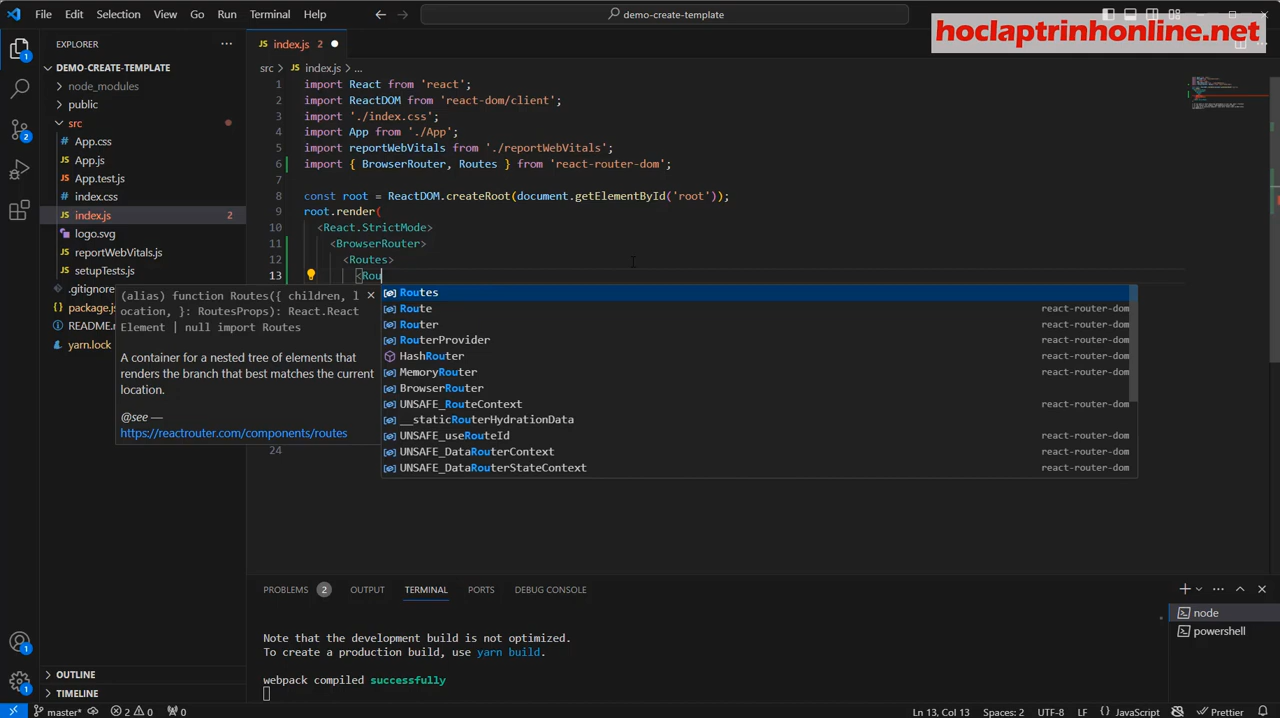 File Edit Selection View Go Run Terminal Help
demo-create-template
hoclaptrinhonline.net
EXPLORER
DEMO-CREATE-TEMPLATE
node_modules
public
src
App.css
App.js
App.test.js
index.css
index.js 2
logo.svg
reportWebVitals.js
setupTests.js
.gitignore
package.j
README.m
yarn.lock
OUTLINE
TIMELINE
index.js 2
src > index.js > ...
1 import React from 'react';
2 import ReactDOM from 'react-dom/client';
3 import './index.css';
4 import App from './App';
5 import reportWebVitals from './reportWebVitals';
6 import { BrowserRouter, Routes } from 'react-router-dom';
7
8 const root = ReactDOM.createRoot(document.getElementById('root'));
9 root.render(
10 <React.StrictMode>
11 <BrowserRouter>
12 <Routes>
13 <Rou
24
(alias) function Routes({ children, l
ocation, }: RoutesProps): React.React
Element | null import Routes
A container for a nested tree of elements that
renders the branch that best matches the current
location.
@see —
https://reactrouter.com/components/routes
Routes
Route react-router-dom
Router react-router-dom
RouterProvider react-router-dom
HashRouter react-router-dom
MemoryRouter react-router-dom
BrowserRouter
UNSAFE_RouteContext react-router-dom
__staticRouterHydrationData
UNSAFE_useRouteId react-router-dom
UNSAFE_DataRouterContext react-router-dom
UNSAFE_DataRouterStateContext react-router-dom
PROBLEMS 2 OUTPUT TERMINAL PORTS DEBUG CONSOLE
Note that the development build is not optimized.
To create a production build, use yarn build.
webpack compiled successfully
node
powershell
1
2
1
1
master* 2 0 0 Ln 13, Col 13 Spaces: 2 UTF-8 LF {} JavaScript Prettier